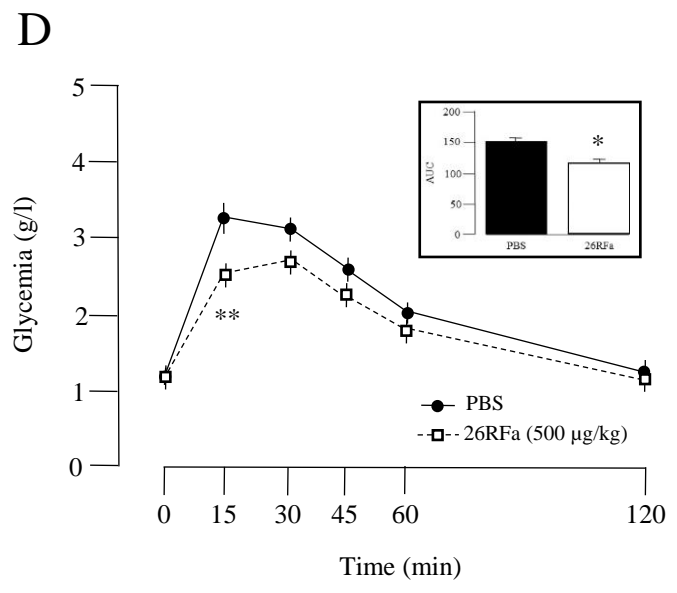 D
5
4
3
2
1
0
Glycemia (g/l)
200
150
100
50
0
AUC
*
PBS
26RFa
**
PBS
26RFa (500 µg/kg)
0 15 30 45 60 120
Time (min)